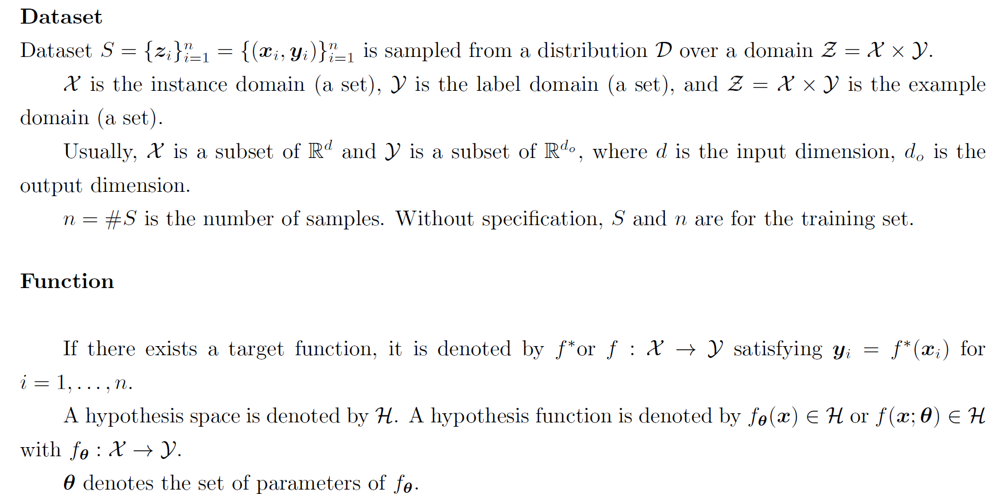 Dataset
Dataset $S = \{z_i\}_{i=1}^n = \{(\boldsymbol{x}_i, \boldsymbol{y}_i)\}_{i=1}^n$ is sampled from a distribution $\mathcal{D}$ over a domain $\mathcal{Z} = \mathcal{X} \times \mathcal{Y}$.
$\mathcal{X}$ is the instance domain (a set), $\mathcal{Y}$ is the label domain (a set), and $\mathcal{Z} = \mathcal{X} \times \mathcal{Y}$ is the example
domain (a set).
Usually, $\mathcal{X}$ is a subset of $\mathbb{R}^d$ and $\mathcal{Y}$ is a subset of $\mathbb{R}^{d_o}$, where $d$ is the input dimension, $d_o$ is the
output dimension.
$n = \#S$ is the number of samples. Without specification, $S$ and $n$ are for the training set.
Function
If there exists a target function, it is denoted by $f^*$or $f : \mathcal{X} \to \mathcal{Y}$ satisfying $\boldsymbol{y}_i = f^*(\boldsymbol{x}_i)$ for
$i = 1, \ldots, n$.
A hypothesis space is denoted by $\mathcal{H}$. A hypothesis function is denoted by $f_{\boldsymbol{\theta}}(\boldsymbol{x}) \in \mathcal{H}$ or $f(\boldsymbol{x}; \boldsymbol{\theta}) \in \mathcal{H}$
with $f_{\boldsymbol{\theta}} : \mathcal{X} \to \mathcal{Y}$.
$\boldsymbol{\theta}$ denotes the set of parameters of $f_{\boldsymbol{\theta}}$.